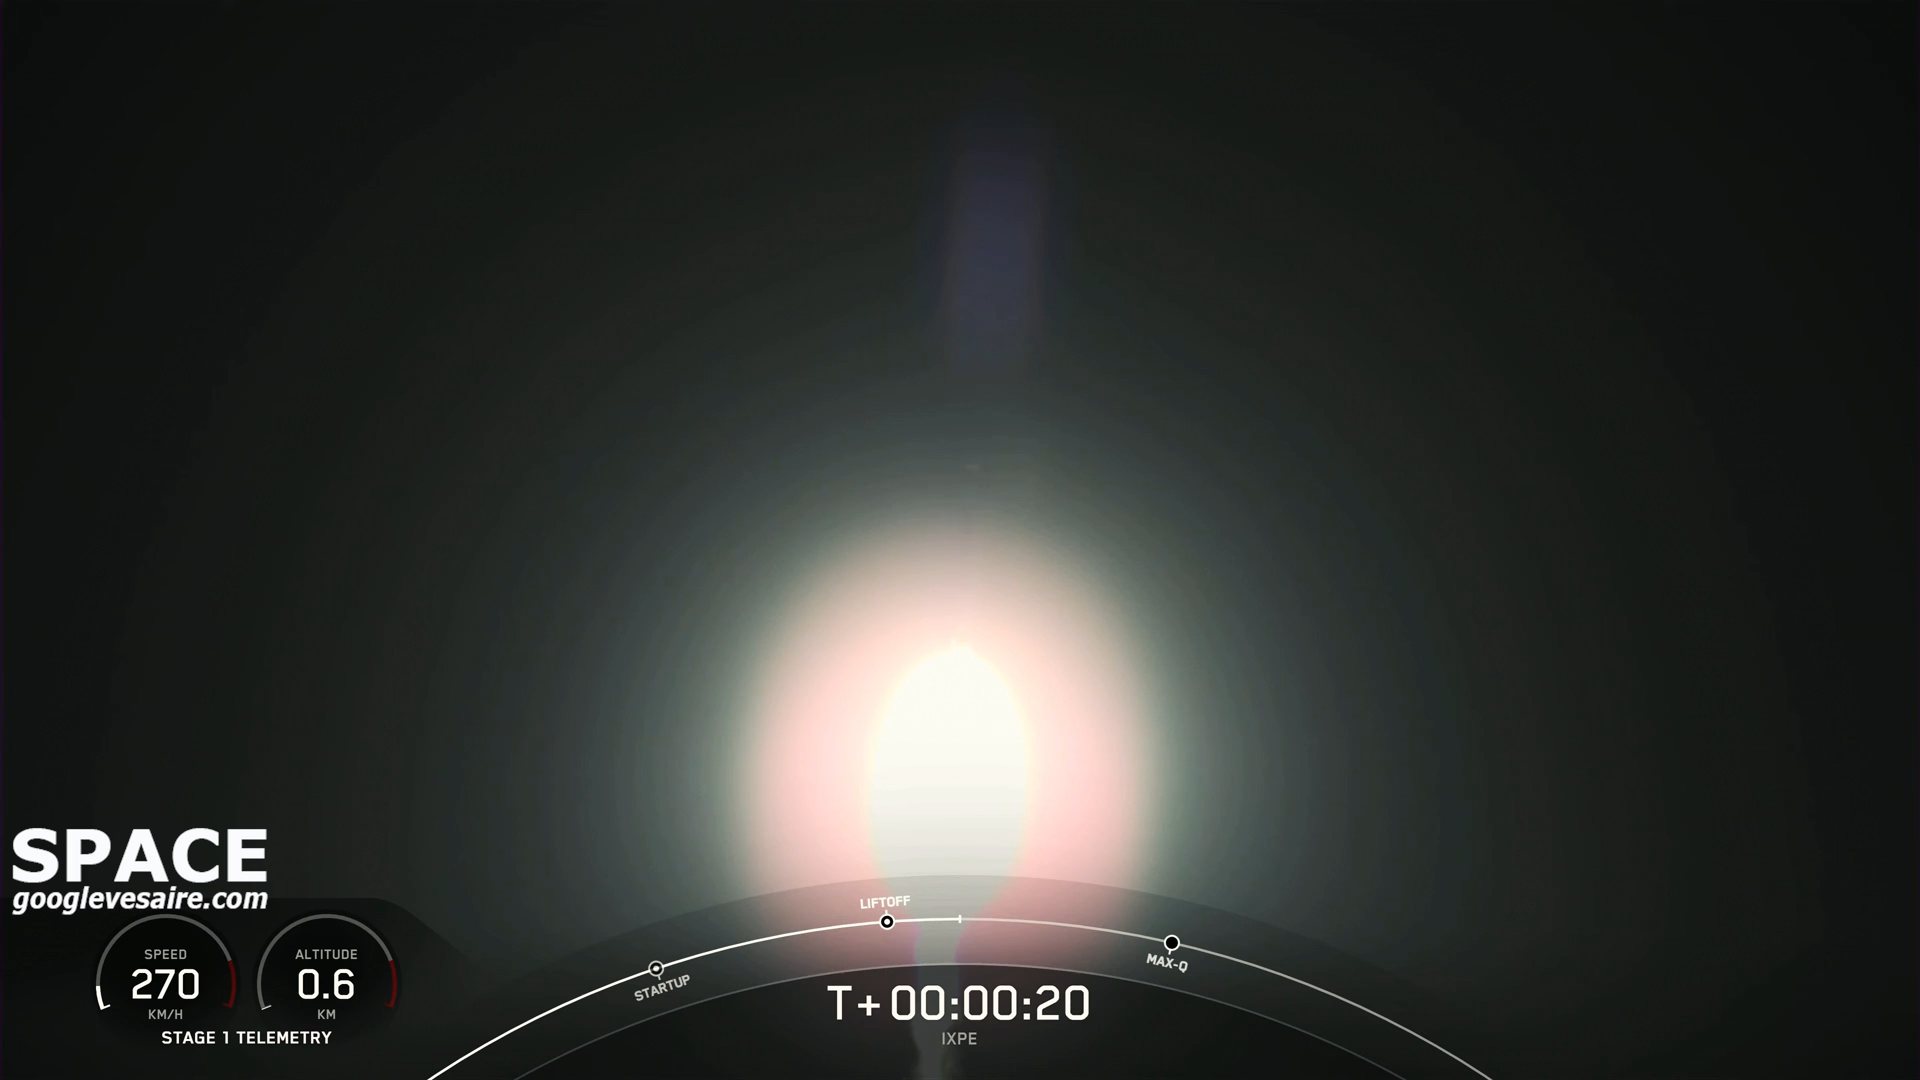 SPACE
googlevesaire.com
SPEED
270
KM/H
ALTITUDE
0.6
KM
STAGE 1 TELEMETRY
STARTUP
LIFTOFF
MAX-Q
T+00:00:20
IXPE